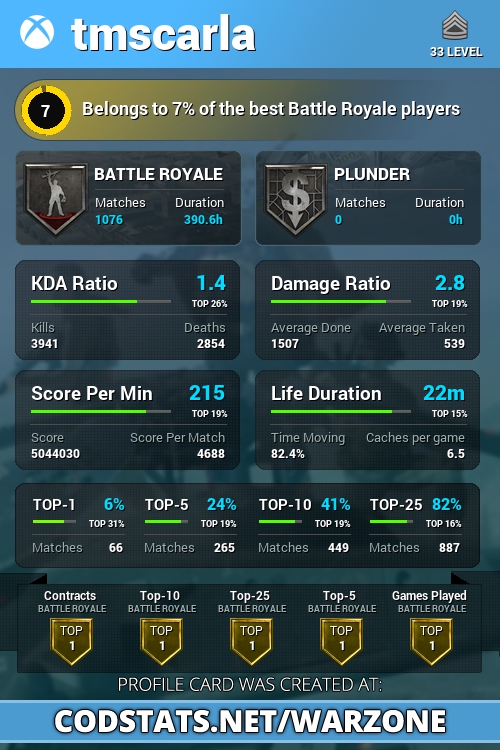 tmscarla
33 LEVEL
7
Belongs to 7% of the best Battle Royale players
BATTLE ROYALE
Matches Duration
1076 390.6h
PLUNDER
Matches Duration
0 0h
KDA Ratio 1.4
TOP 26%
Kills Deaths
3941 2854
Damage Ratio 2.8
TOP 19%
Average Done Average Taken
1507 539
Score Per Min 215
TOP 19%
Score Score Per Match
5044030 4688
Life Duration 22m
TOP 15%
Time Moving Caches per game
82.4% 6.5
TOP-1 6%
TOP 31%
Matches 66
TOP-5 24%
TOP 19%
Matches 265
TOP-10 41%
TOP 19%
Matches 449
TOP-25 82%
TOP 16%
Matches 887
Contracts
BATTLE ROYALE
TOP
1
Top-10
BATTLE ROYALE
TOP
1
Top-25
BATTLE ROYALE
TOP
1
Top-5
BATTLE ROYALE
TOP
1
Games Played
BATTLE ROYALE
TOP
1
PROFILE CARD WAS CREATED AT:
CODSTATS.NET/WARZONE